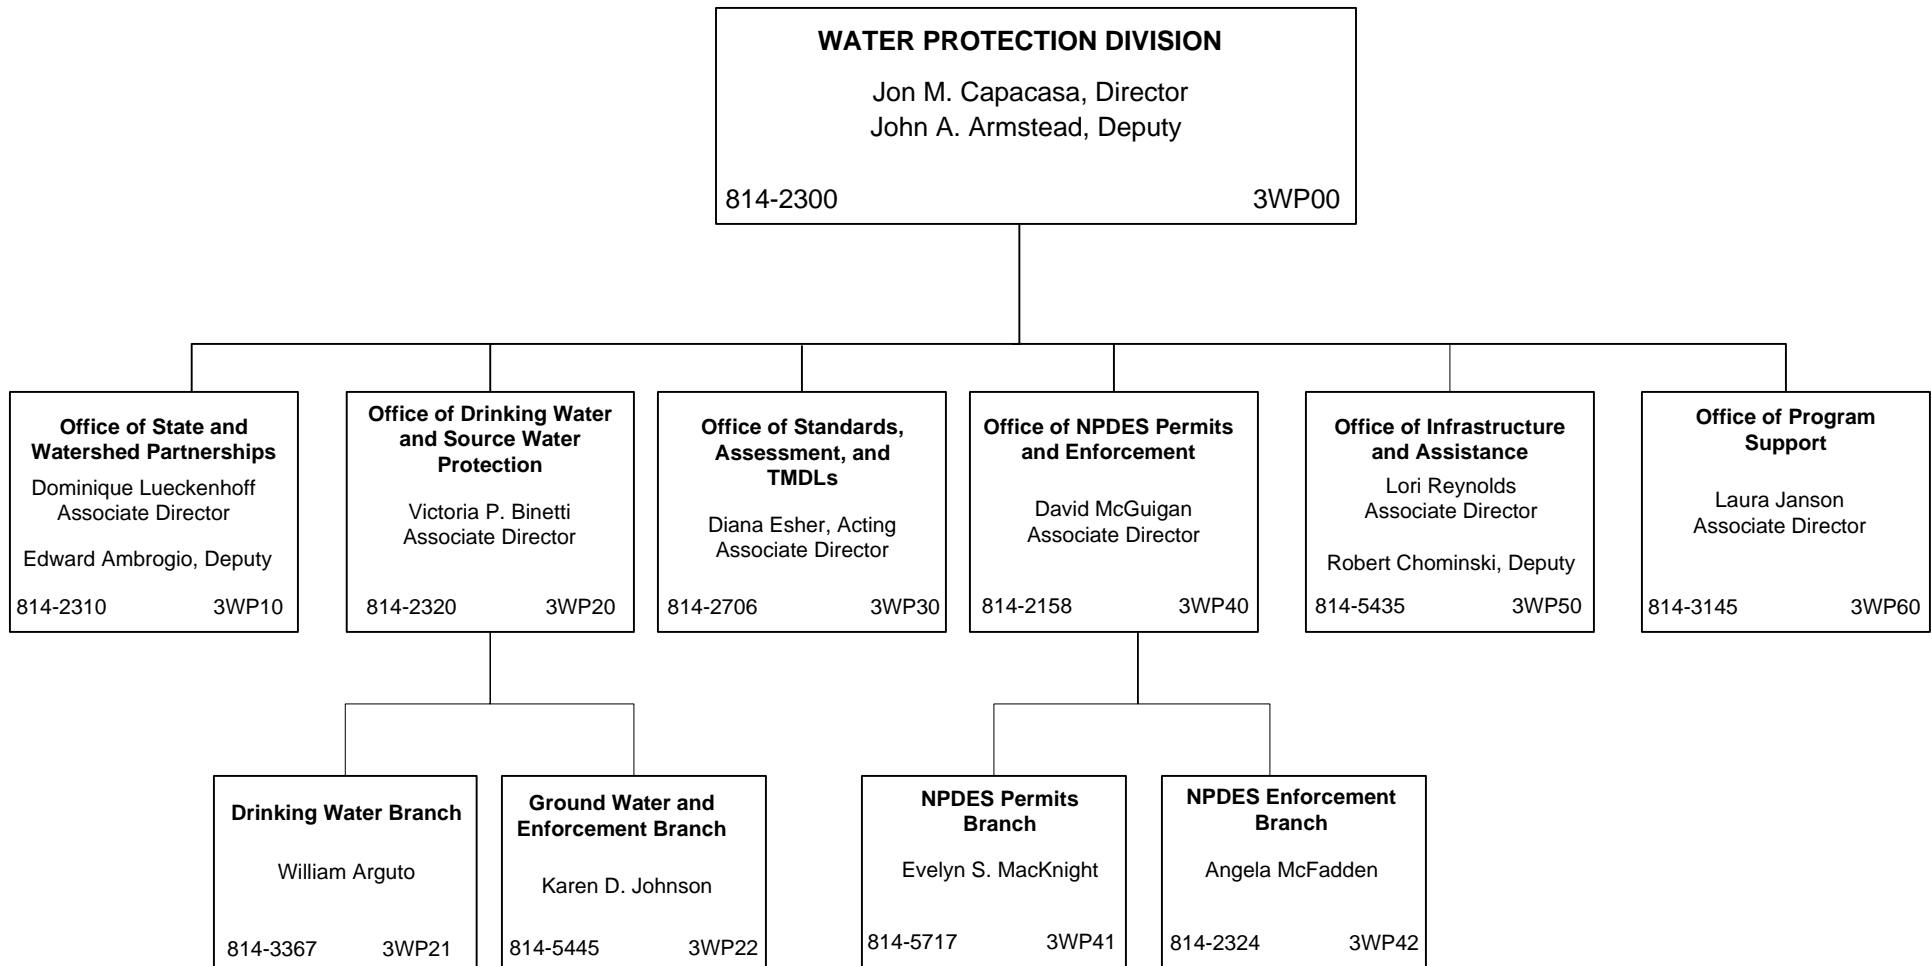 WATER PROTECTION DIVISION
Jon M. Capacasa, Director
John A. Armstead, Deputy
814-2300 3WP00
Office of State and
Watershed Partnerships
Dominique Lueckenhoff
Associate Director
Edward Ambrogio, Deputy
814-2310 3WP10
Office of Drinking Water
and Source Water
Protection
Victoria P. Binetti
Associate Director
814-2320 3WP20
Office of Standards,
Assessment, and
TMDLs
Diana Esher, Acting
Associate Director
814-2706 3WP30
Office of NPDES Permits
and Enforcement
David McGuigan
Associate Director
814-2158 3WP40
Office of Infrastructure
and Assistance
Lori Reynolds
Associate Director
Robert Chominski, Deputy
814-5435 3WP50
Office of Program
Support
Laura Janson
Associate Director
814-3145 3WP60
Drinking Water Branch
William Arguto
814-3367 3WP21
Ground Water and
Enforcement Branch
Karen D. Johnson
814-5445 3WP22
NPDES Permits
Branch
Evelyn S. MacKnight
814-5717 3WP41
NPDES Enforcement
Branch
Angela McFadden
814-2324 3WP42